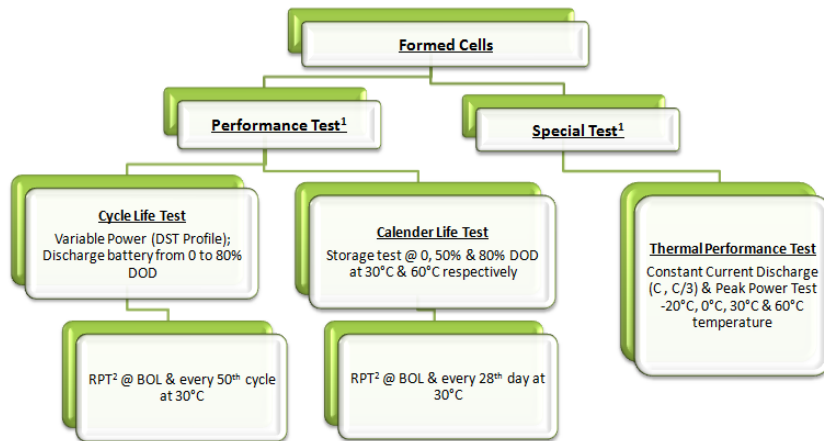 Formed Cells
Performance Test¹
Special Test¹
Cycle Life Test
Variable Power (DST Profile);
Discharge battery from 0 to 80%
DOD
Calender Life Test
Storage test @ 0, 50% & 80% DOD
at 30°C & 60°C respectively
Thermal Performance Test
Constant Current Discharge
(C , C/3) & Peak Power Test
-20°C, 0°C, 30°C & 60°C
temperature
RPT² @ BOL & every 50th cycle
at 30°C
RPT² @ BOL & every 28th day at
30°C